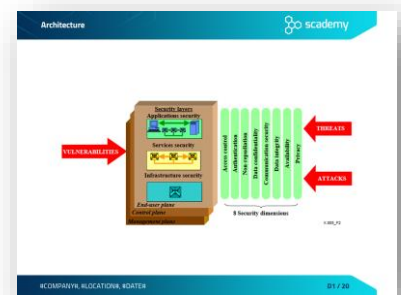 Architecture
scademy
Security layers
Applications security
VULNERABILITIES
Services security
Infrastructure security
End-user plane
Control plane
Management plane
Access control
Authentication
Non repudiation
Data confidentiality
Communication security
Data integrity
Availability
Privacy
8 Security dimensions
THREATS
ATTACKS
#COMPANY#, #LOCATION#, #DATE#
01 / 20